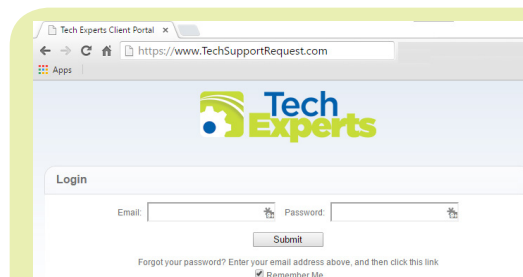 Tech Experts Client Portal
https://www.TechSupportRequest.com
Apps
Tech
Experts
Login
Email: Password:
Submit
Forgot your password? Enter your email address above, and then click this link
Remember Me